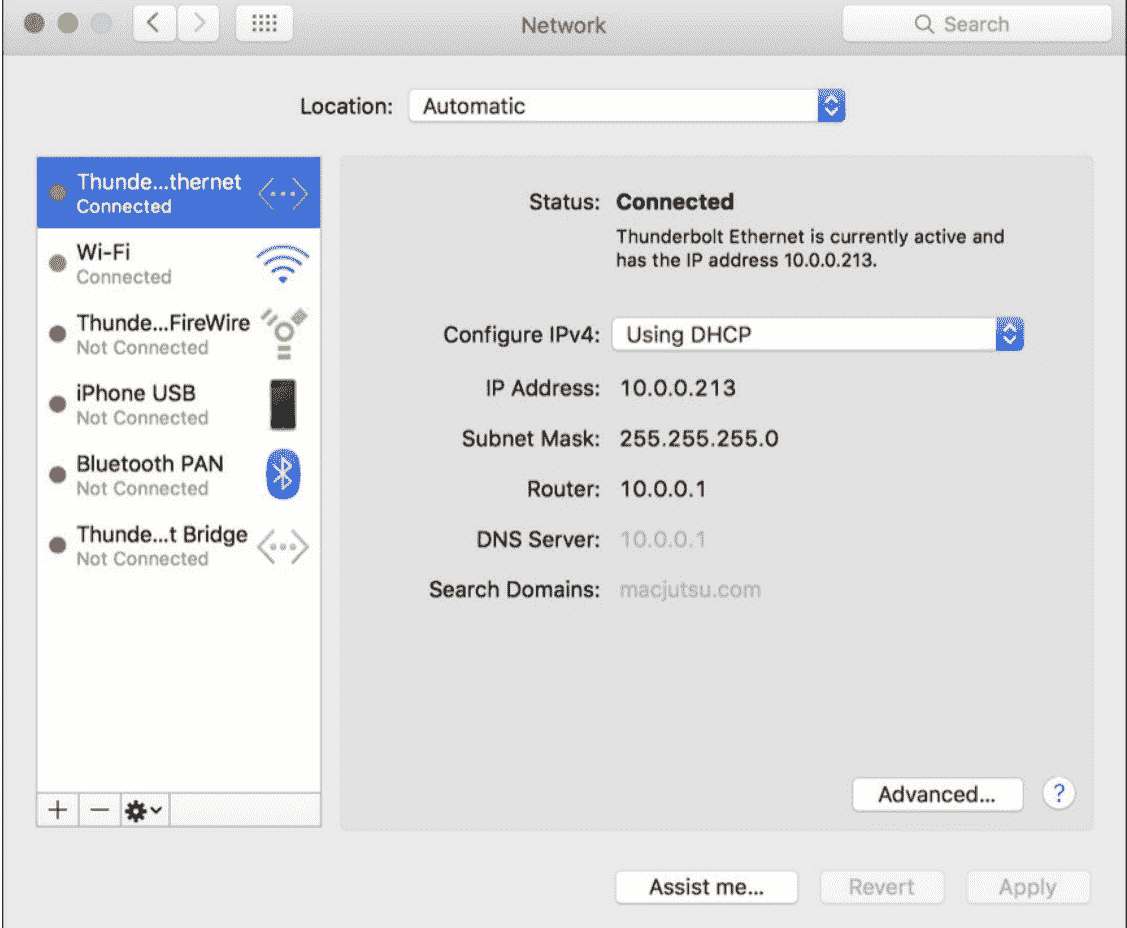 Network
Search
Location: Automatic
Thunde...thernet
Connected
Wi-Fi
Connected
Thunde...FireWire
Not Connected
iPhone USB
Not Connected
Bluetooth PAN
Not Connected
Thunde...t Bridge
Not Connected
Status: Connected
Thunderbolt Ethernet is currently active and
has the IP address 10.0.0.213.
Configure IPv4: Using DHCP
IP Address: 10.0.0.213
Subnet Mask: 255.255.255.0
Router: 10.0.0.1
DNS Server: 10.0.0.1
Search Domains: macjutsu.com
Advanced... ?
Assist me... Revert Apply